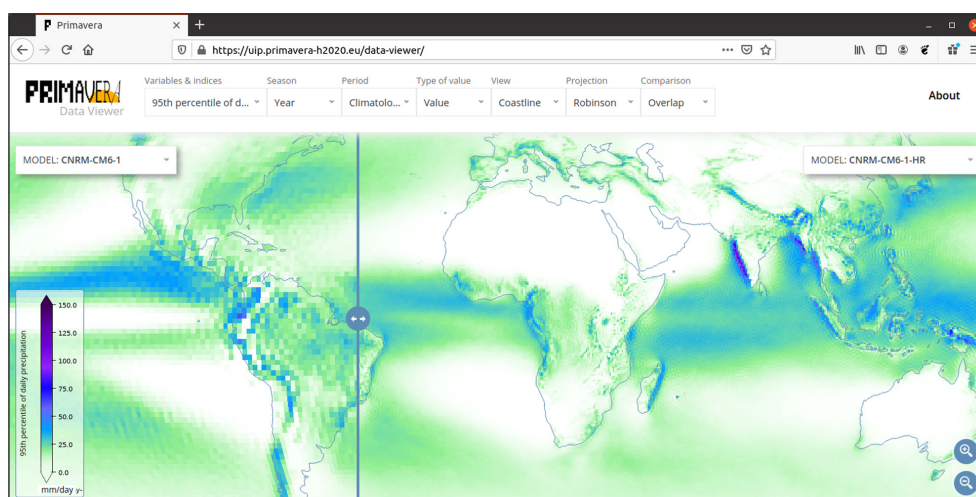 Primavera
https://uip.primavera-h2020.eu/data-viewer/
PRIMAVERA
Data Viewer
Variables & indices
Season
Period
Type of value
View
Projection
Comparison
95th percentile of d...
Year
Climatolo...
Value
Coastline
Robinson
Overlap
About
MODEL: CNRM-CM6-1
MODEL: CNRM-CM6-1-HR
95th percentile of daily precipitation
150.0
125.0
100.0
75.0
50.0
25.0
0.0
mm/day y-